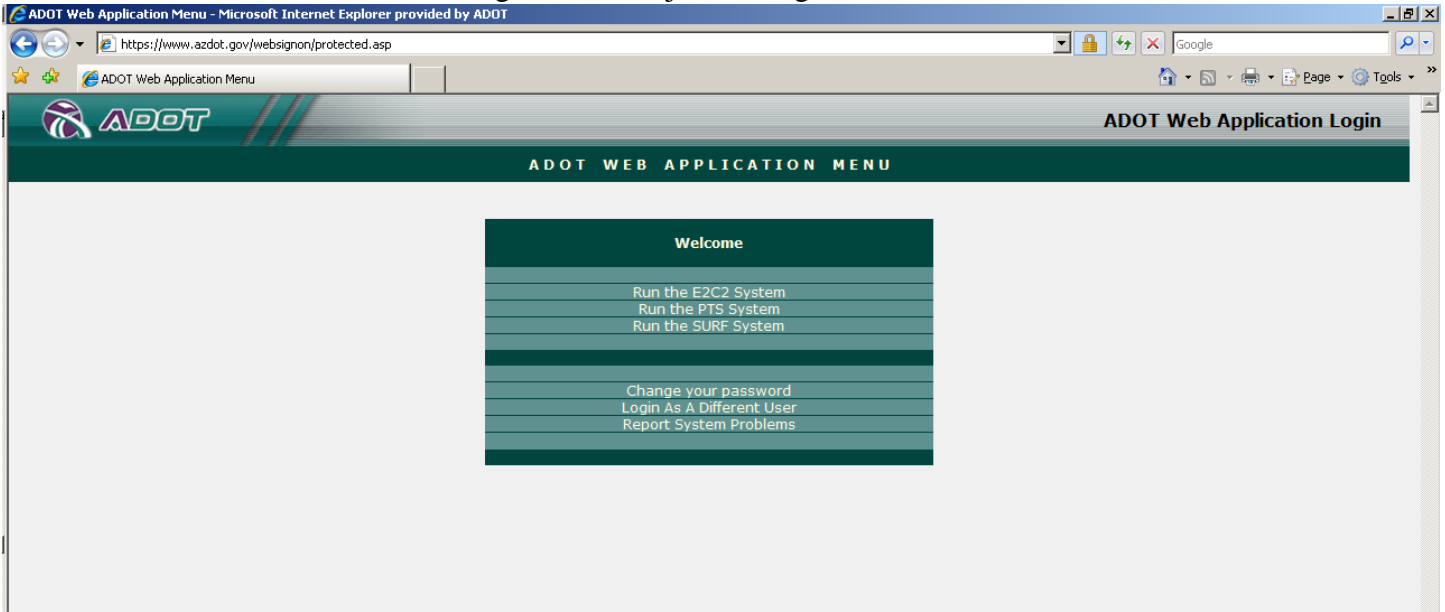 ADOT Web Application Menu - Microsoft Internet Explorer provided by ADOT
https://www.azdot.gov/websignon/protected.asp
Google
ADOT Web Application Menu
Page
Tools
»
ADOT
ADOT Web Application Login
ADOT WEB APPLICATION MENU
Welcome
Run the E2C2 System
Run the PTS System
Run the SURF System
Change your password
Login As A Different User
Report System Problems